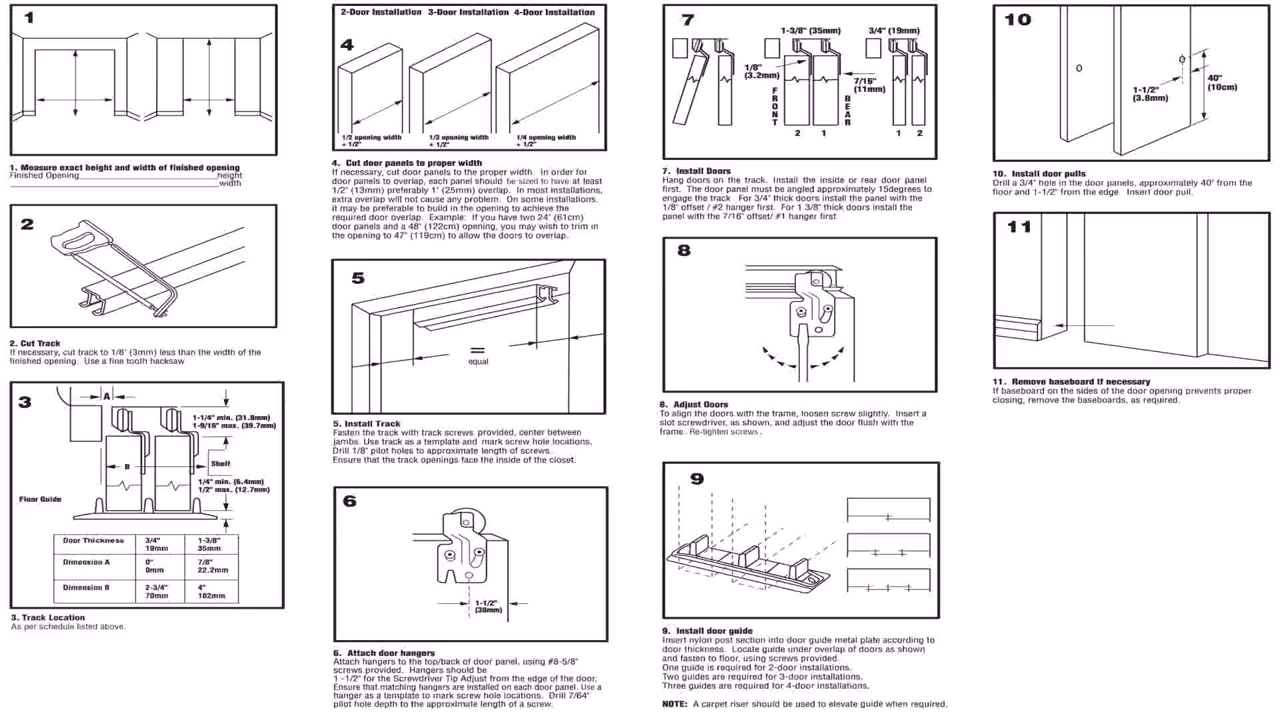 1
1. Measure exact height and width of finished opening
Finished Opening____________________height
____________________width
2
2. Cut Track
If necessary, cut track to 1/8" (3mm) less than the width of the
finished opening. Use a fine tooth hacksaw
3
A
1-1/4" min. (31.8mm)
1-9/16" max. (39.7mm)
B
Shelf
1/4" min. (6.4mm)
1/2" max. (12.7mm)
Floor Guide
Door Thickness 3/4" 19mm 1-3/8" 35mm
Dimension A 0" 0mm 7/8" 22.2mm
Dimension B 2-3/4" 70mm 4" 102mm
3. Track Location
As per schedule listed above.
2-Door Installation 3-Door Installation 4-Door Installation
4
1/2 opening width 1/3 opening width 1/4 opening width
+ 1/2" + 1/2" + 1/2"
4. Cut door panels to proper width
If necessary, cut door panels to the proper width. In order for
door panels to overlap, each panel should be sized to have at least
1/2" (13mm) preferably 1" (25mm) overlap. In most installations,
extra overlap will not cause any problem. On some installations,
it may be preferable to build in the opening to achieve the
required door overlap. Example: If you have two 24" (61cm)
door panels and a 48" (122cm) opening, you may wish to trim in
the opening to 47" (119cm) to allow the doors to overlap.
5
=
equal
5. Install Track
Fasten the track with track screws provided, center between
jambs. Use track as a template and mark screw hole locations,
Drill 1/8" pilot holes to approximate length of screws
Ensure that the track openings face the inside of the closet.
6
1-1/2"
(38mm)
6. Attach door hangers
Attach hangers to the top/back of door panel, using #8-5/8"
screws provided. Hangers should be
1 -1/2" for the Screwdriver Tip Adjust from the edge of the door.
Ensure that matching hangers are installed on each door panel. Use a
hanger as a template to mark screw hole locations. Drill 7/64"
pilot hole depth to the approximate length of a screw.
7
1-3/8" (35mm) 3/4" (19mm)
1/8"
(3.2mm)
7/16"
(11mm)
FRONT
REAR
2 1 1 2
7. Install Doors
Hang doors on the track. Install the inside or rear door panel
first. The door panel must be angled approximately 15degrees to
engage the track For 3/4" thick doors install the panel with the
1/8" offset / #2 hanger first. For 1 3/8" thick doors install the
panel with the 7/16" offset/ #1 hanger first
8
8. Adjust Doors
To align the doors with the frame, loosen screw slightly. Insert a
slot screwdriver, as shown, and adjust the door flush with the
frame. Re-tighten screws.
9
9. Install door guide
Insert nylon post section into door guide metal plate according to
door thickness. Locate guide under overlap of doors as shown
and fasten to floor, using screws provided
One guide is required for 2-door installations.
Two guides are required for 3-door installations.
Three guides are required for 4-door installations.
NOTE: A carpet riser should be used to elevate guide when required.
10
1-1/2"
(3.8mm)
40"
(10cm)
10. Install door pulls
Drill a 3/4" hole in the door panels, approximately 40" from the
floor and 1-1/2" from the edge. Insert door pull.
11
11. Remove baseboard If necessary
If baseboard on the sides of the door opening prevents proper
closing, remove the baseboards, as required.